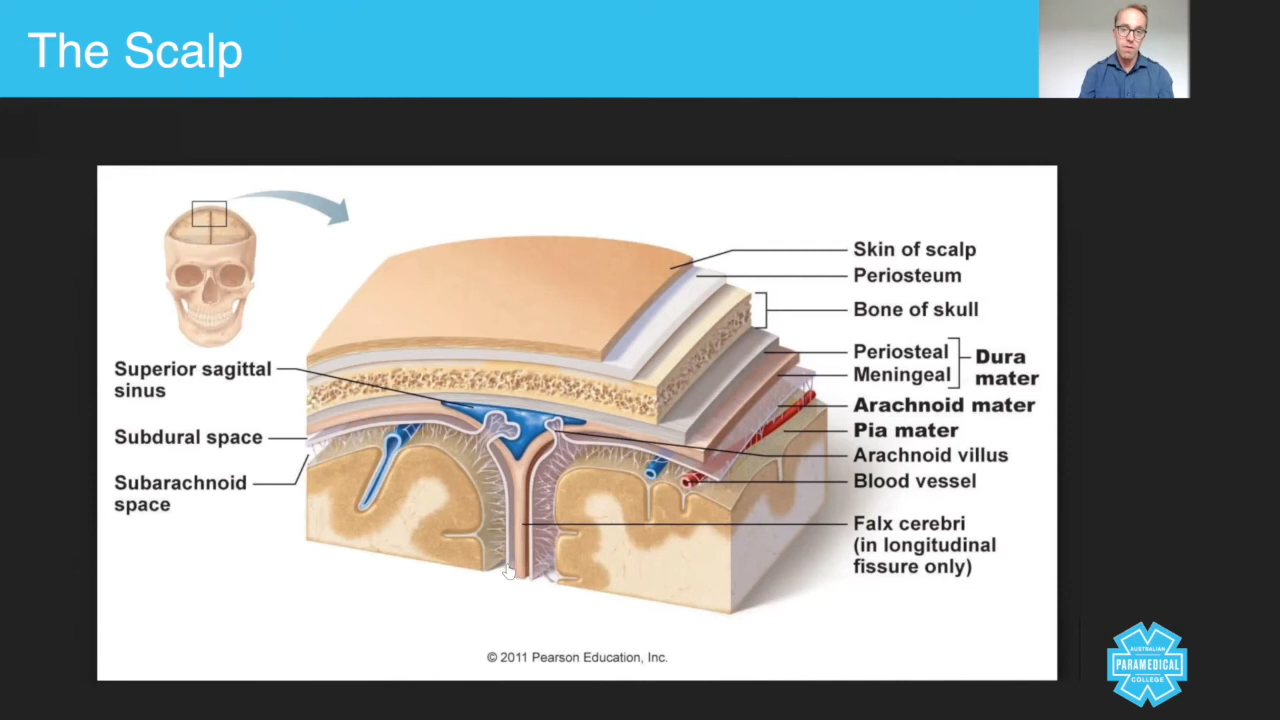 The Scalp
Skin of scalp
Periosteum
Bone of skull
Periosteal
Meningeal
Dura
mater
Arachnoid mater
Pia mater
Arachnoid villus
Blood vessel
Falx cerebri
(in longitudinal
fissure only)
Superior sagittal
sinus
Subdural space
Subarachnoid
space
© 2011 Pearson Education, Inc.
AUSTRALIAN
PARAMEDICAL
COLLEGE